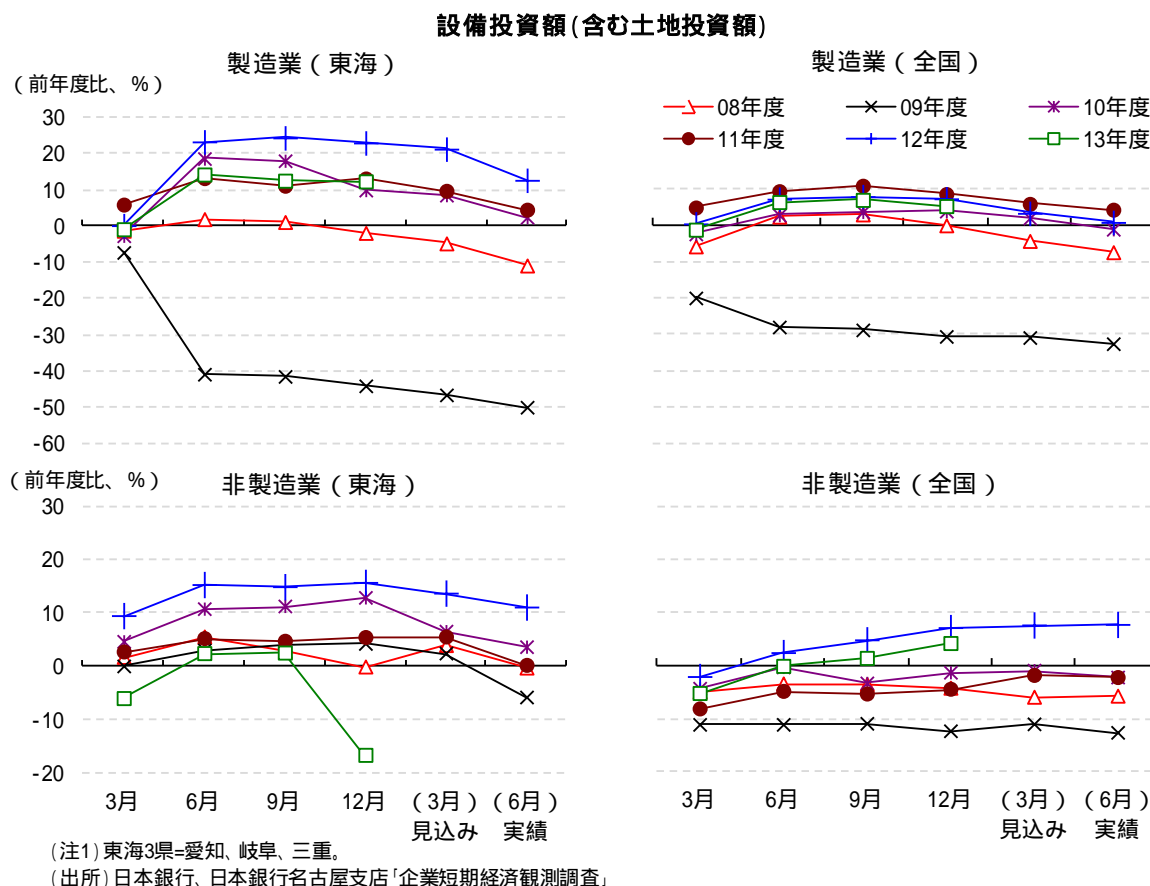 設備投資額(含む土地投資額)
製造業（東海）
製造業（全国）
（前年度比、％）
08年度
09年度
10年度
11年度
12年度
13年度
30
20
10
0
-10
-20
-30
-40
-50
-60
（前年度比、％）
非製造業（東海）
非製造業（全国）
30
20
10
0
-10
-20
3月 6月 9月 12月 （3月） （6月）
見込み 実績
3月 6月 9月 12月 （3月） （6月）
見込み 実績
(注1)東海3県=愛知、岐阜、三重。
(出所)日本銀行、日本銀行名古屋支店「企業短期経済観測調査」